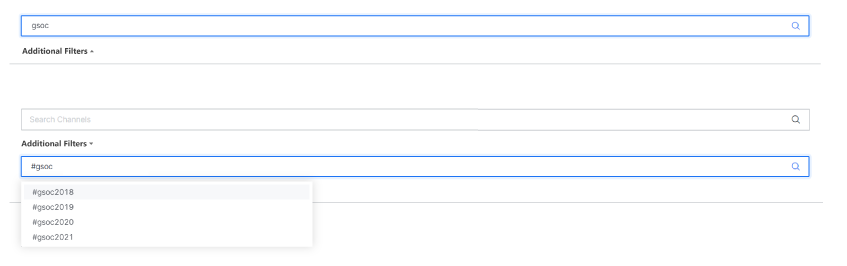 gsoc
Additional Filters
Search Channels
Additional Filters
#gsoc
#gsoc2018
#gsoc2019
#gsoc2020
#gsoc2021